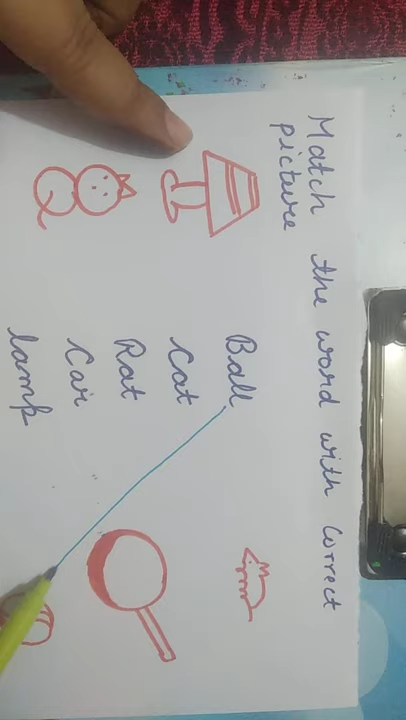 Match the word with correct
picture
Ball
Cat
Rat
Car
lamp